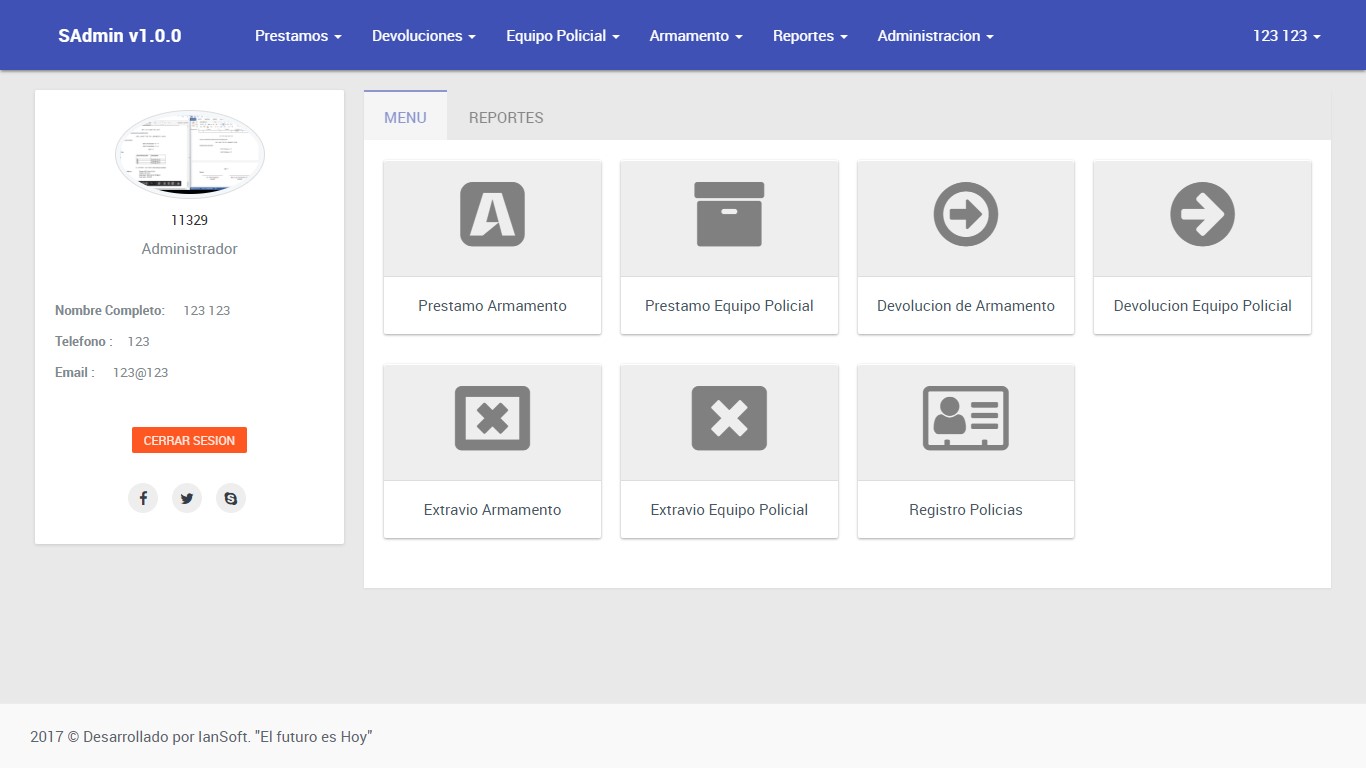 SAdmin v1.0.0
Prestamos
Devoluciones
Equipo Policial
Armamento
Reportes
Administracion
123 123
11329
Administrador
Nombre Completo: 123 123
Telefono : 123
Email : 123@123
CERRAR SESION
MENU
REPORTES
Prestamo Armamento
Prestamo Equipo Policial
Devolucion de Armamento
Devolucion Equipo Policial
Extravio Armamento
Extravio Equipo Policial
Registro Policias
2017 © Desarrollado por IanSoft. "El futuro es Hoy"